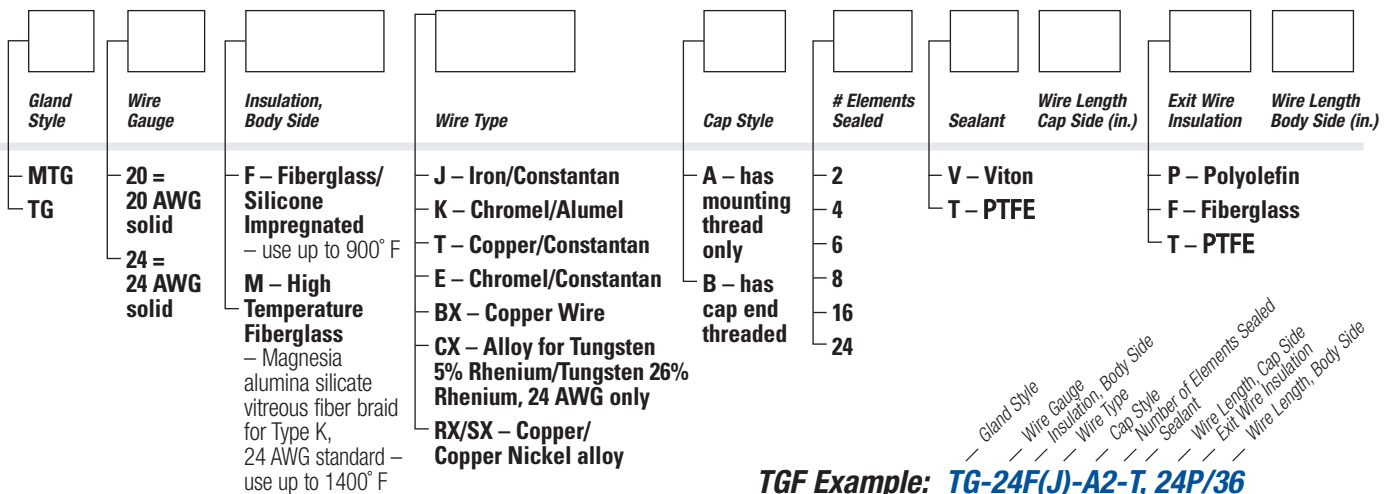 Gland
Style
Wire
Gauge
Insulation,
Body Side
Wire Type
Cap Style
# Elements
Sealed
Sealant
Wire Length
Cap Side (in.)
Exit Wire
Insulation
Wire Length
Body Side (in.)
MTG
TG
20 =
20 AWG
solid
24 =
24 AWG
solid
F – Fiberglass/
Silicone
Impregnated
– use up to 900˚ F
M – High
Temperature
Fiberglass
– Magnesia
alumina silicate
vitreous fiber braid
for Type K,
24 AWG standard –
use up to 1400˚ F
J – Iron/Constantan
K – Chromel/Alumel
T – Copper/Constantan
E – Chromel/Constantan
BX – Copper Wire
CX – Alloy for Tungsten
5% Rhenium/Tungsten 26%
Rhenium, 24 AWG only
RX/SX – Copper/
Copper Nickel alloy
A – has
mounting
thread
only
B – has
cap end
threaded
2
4
6
8
16
24
V – Viton
T – PTFE
P – Polyolefin
F – Fiberglass
T – PTFE
Gland Style
Wire Gauge
Insulation, Body Side
Wire Type
Cap Style
Number of Elements Sealed
Sealant
Wire Length, Cap Side
Exit Wire Insulation
Wire Length, Body Side
TGF Example: TG-24F(J)-A2-T, 24P/36